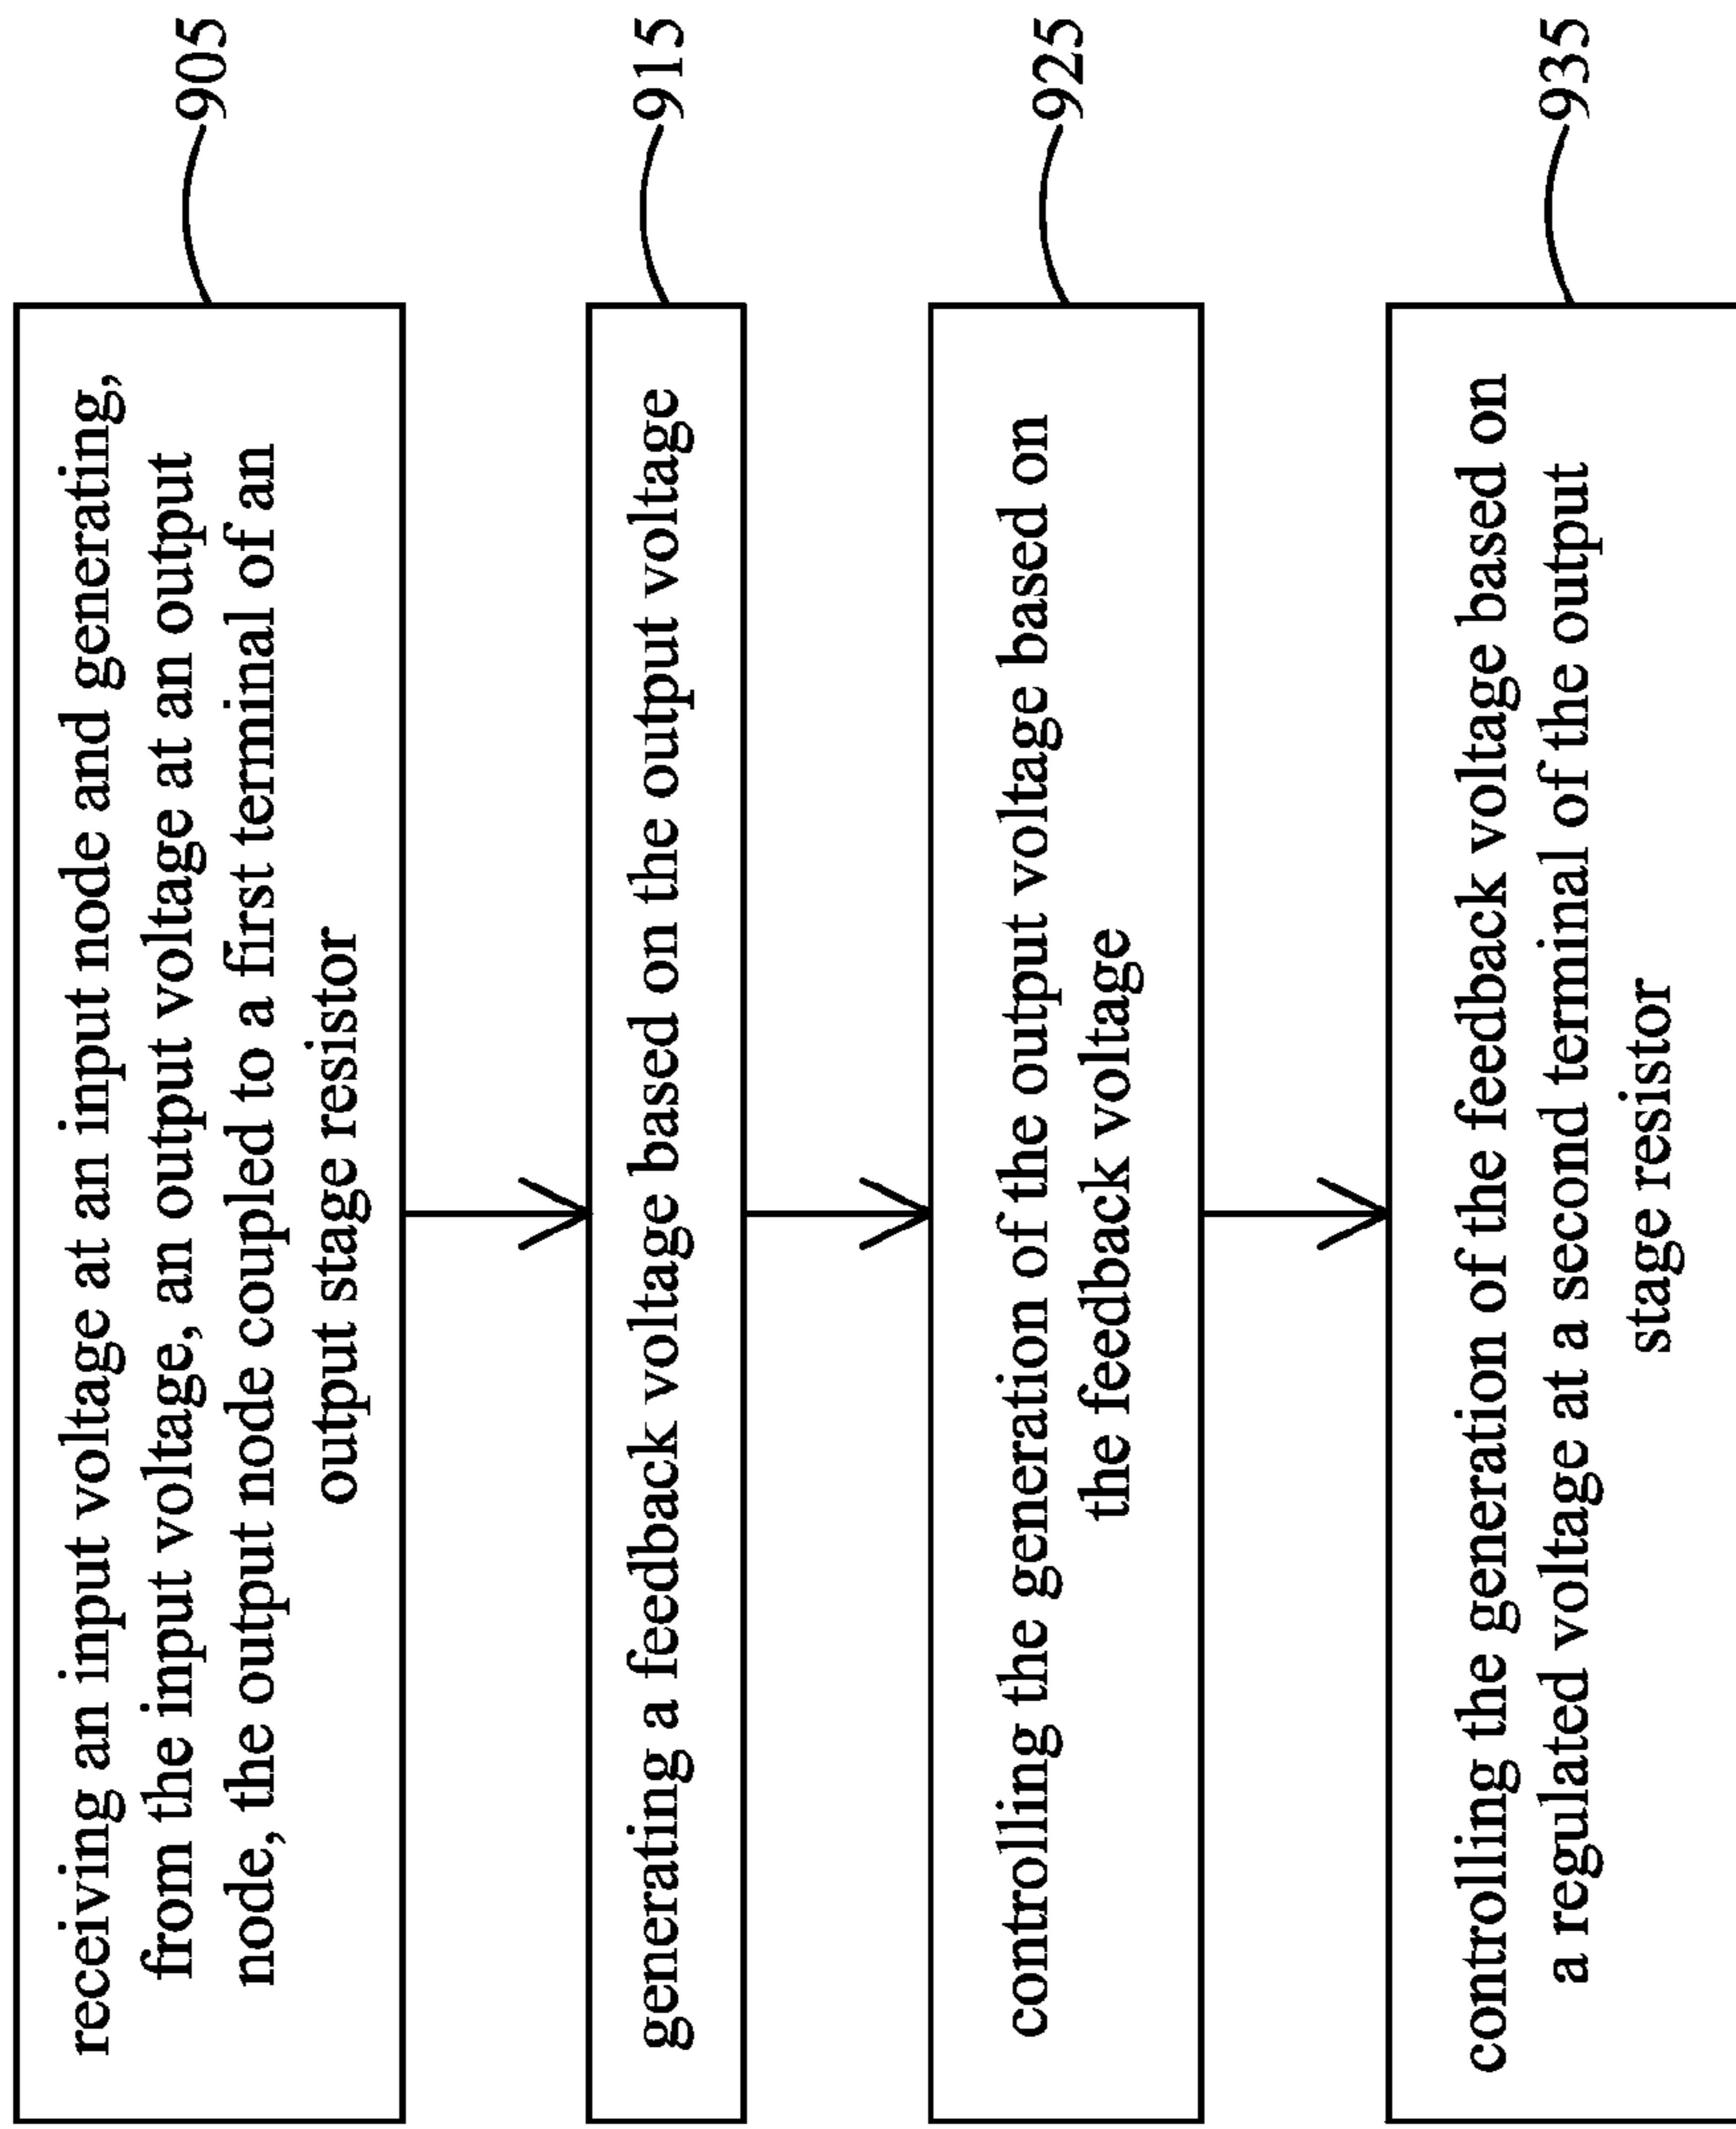 receiving an input voltage at an input node and generating,
from the input voltage, an output voltage at an output
node, the output node coupled to a first terminal of an
output stage resistor
905
generating a feedback voltage based on the output voltage
915
controlling the generation of the output voltage based on
the feedback voltage
925
controlling the generation of the feedback voltage based on
a regulated voltage at a second terminal of the output
stage resistor
935